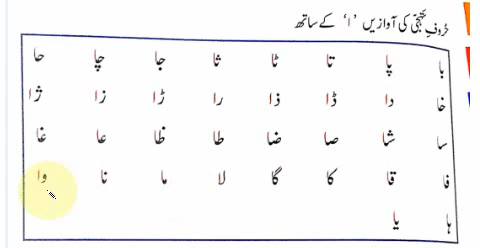 حُروفِ تہجّی کی آوازیں 'ا' کے ساتھ
با پا تا ٹا ثا جا چا حا
خا دا ڈا ذا را ڑا زا ژا
سا شا صا ضا طا ظا عا غا
فا قا کا گا لا ما نا وا
ہا یا